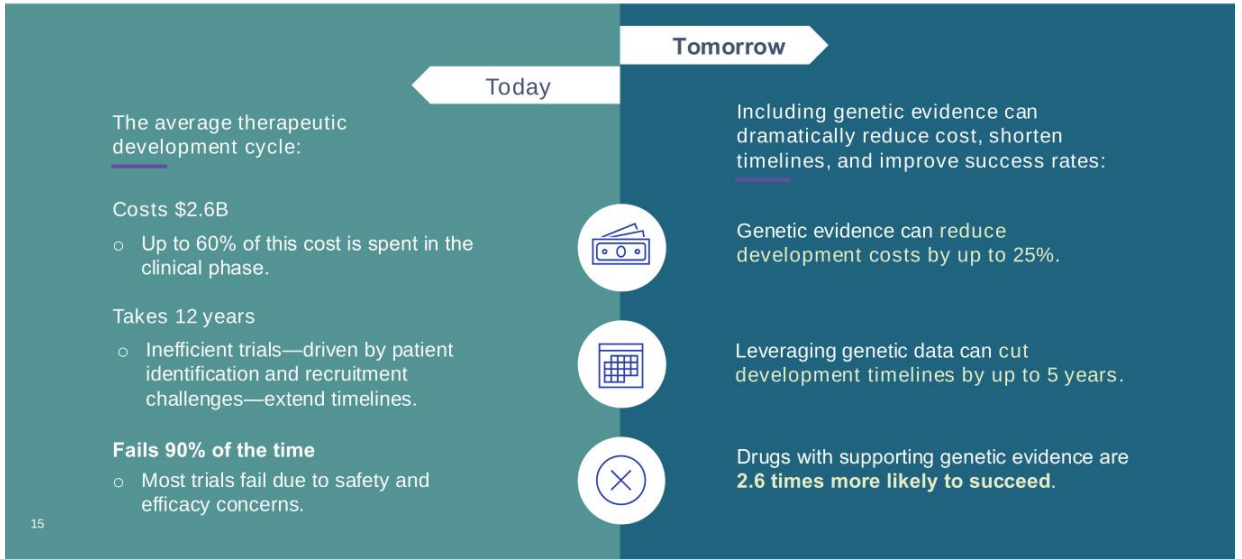 Tomorrow
Today
The average therapeutic
development cycle:
Costs $2.6B
o Up to 60% of this cost is spent in the
clinical phase.
Takes 12 years
o Inefficient trials—driven by patient
identification and recruitment
challenges—extend timelines.
Fails 90% of the time
o Most trials fail due to safety and
efficacy concerns.
Including genetic evidence can
dramatically reduce cost, shorten
timelines, and improve success rates:
Genetic evidence can reduce
development costs by up to 25%.
Leveraging genetic data can cut
development timelines by up to 5 years.
Drugs with supporting genetic evidence are
2.6 times more likely to succeed.
15